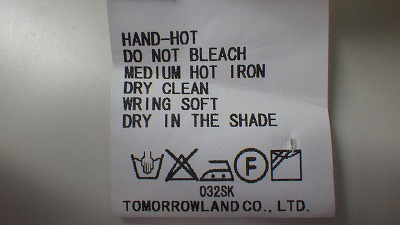 HAND-HOT
DO NOT BLEACH
MEDIUM HOT IRON
DRY CLEAN
WRING SOFT
DRY IN THE SHADE
F
032SK
TOMORROWLAND CO., LTD.